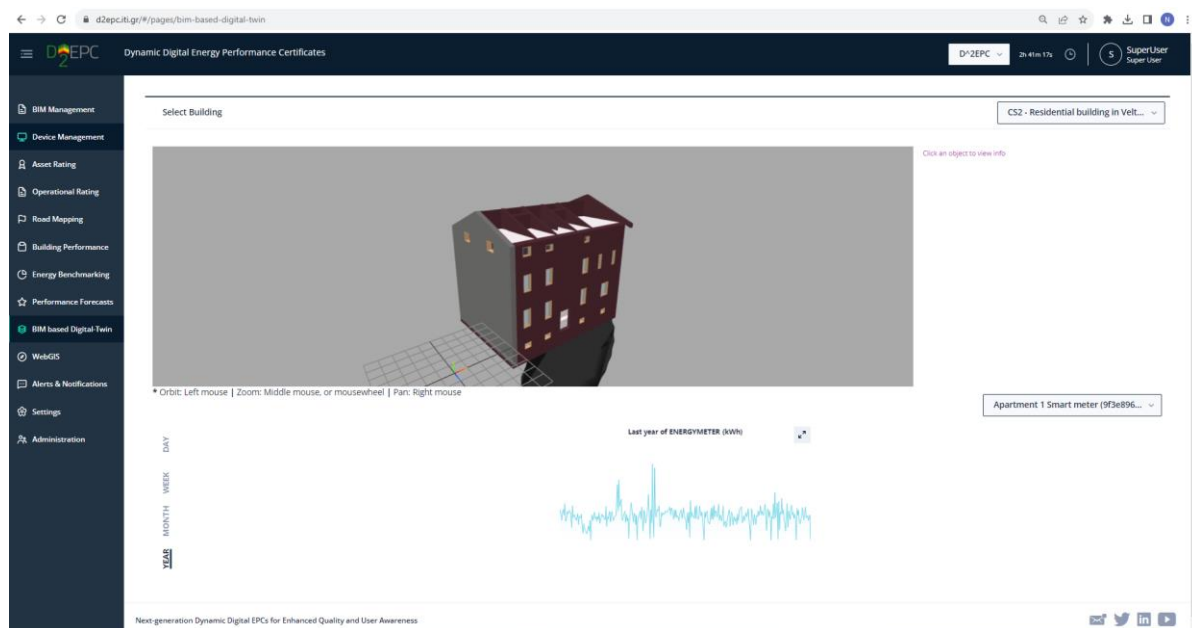 d2epc.iti.gr/#/pages/bim-based-digital-twin
N
D2EPC
Dynamic Digital Energy Performance Certificates
D^2EPC
2h 41m 17s
S
SuperUser
Super User
BIM Management
Device Management
Asset Rating
Operational Rating
Road Mapping
Building Performance
Energy Benchmarking
Performance Forecasts
BIM based Digital-Twin
WebGIS
Alerts & Notifications
Settings
Administration
Select Building
CS2 - Residential building in Velt...
Click an object to view info
* Orbit: Left mouse | Zoom: Middle mouse, or mousewheel | Pan: Right mouse
Apartment 1 Smart meter (9f3e896...
Last year of ENERGYMETER (kWh)
DAY
WEEK
MONTH
YEAR
Next-generation Dynamic Digital EPCs for Enhanced Quality and User Awareness
in